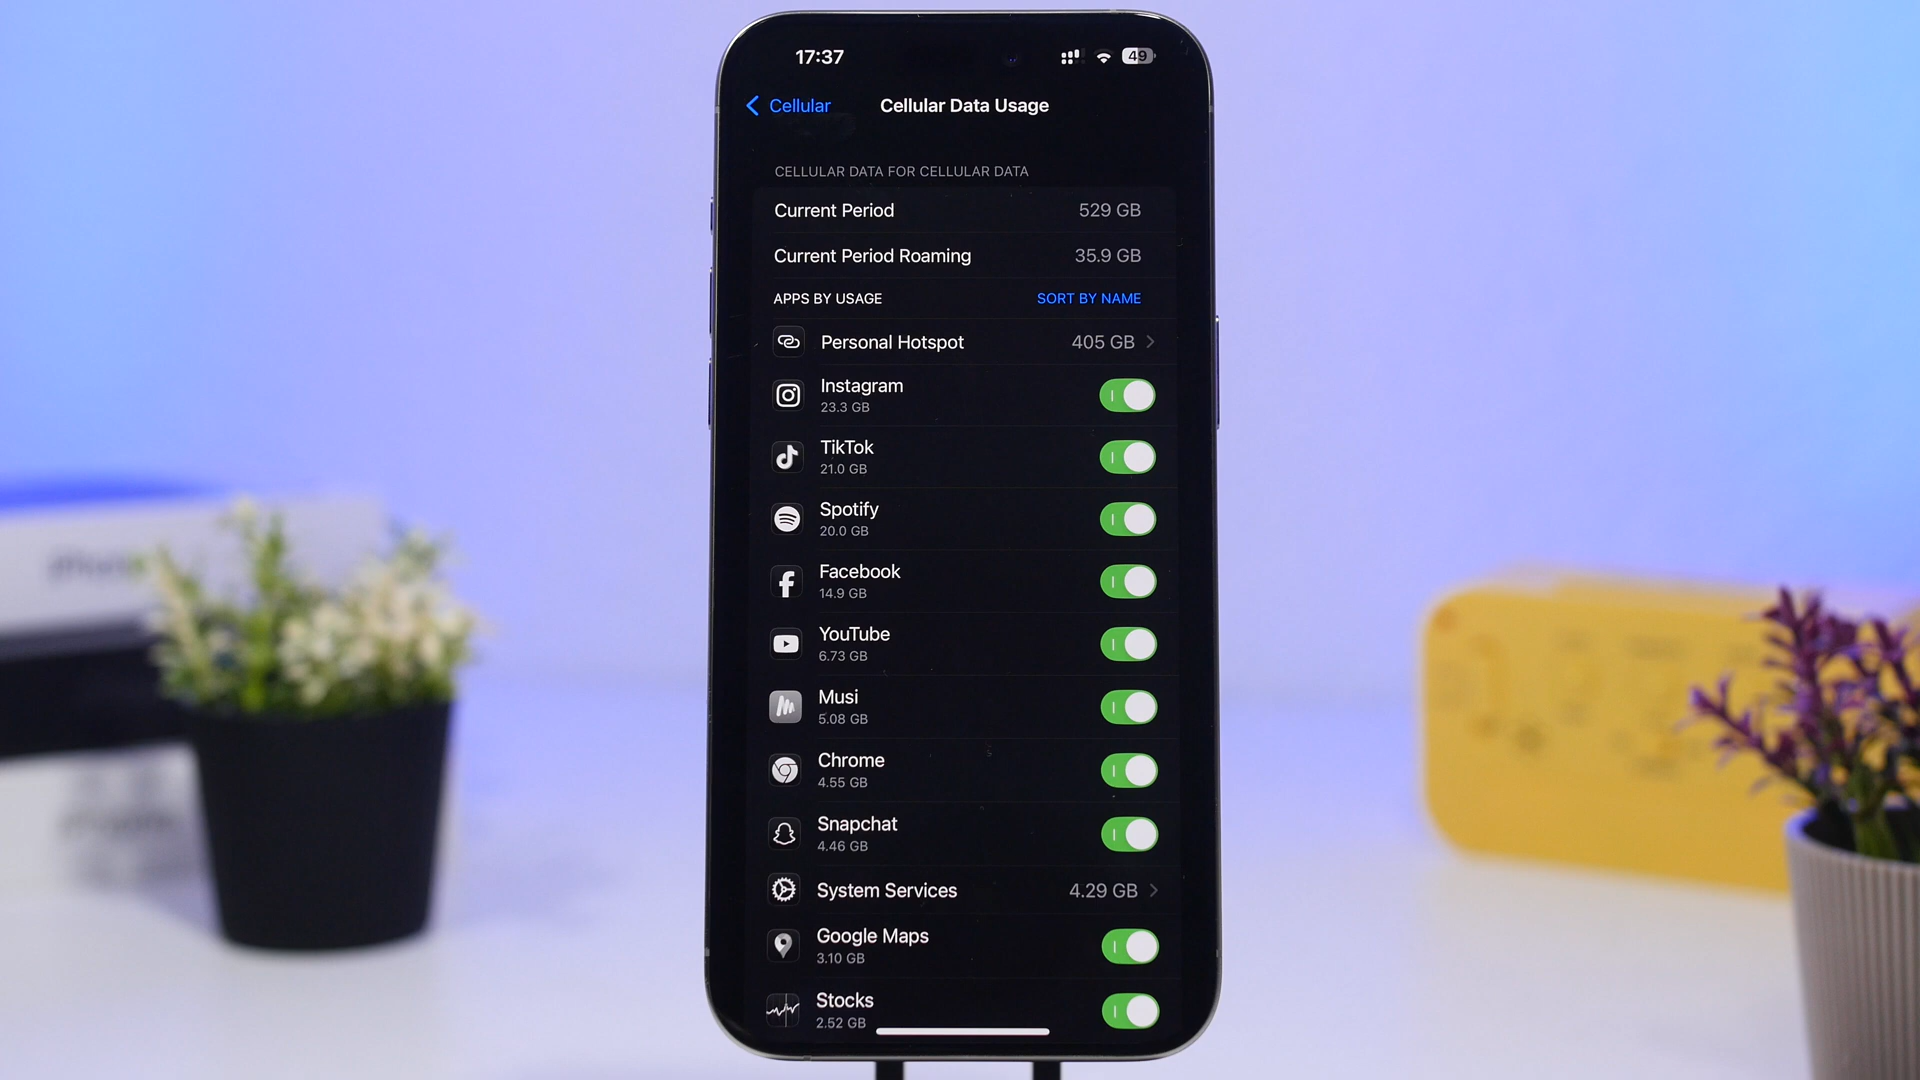 17:37
49
Cellular
Cellular Data Usage
CELLULAR DATA FOR CELLULAR DATA
Current Period 529 GB
Current Period Roaming 35.9 GB
APPS BY USAGE SORT BY NAME
Personal Hotspot 405 GB
Instagram
23.3 GB
TikTok
21.0 GB
Spotify
20.0 GB
Facebook
14.9 GB
YouTube
6.73 GB
Musi
5.08 GB
Chrome
4.55 GB
Snapchat
4.46 GB
System Services 4.29 GB
Google Maps
3.10 GB
Stocks
2.52 GB